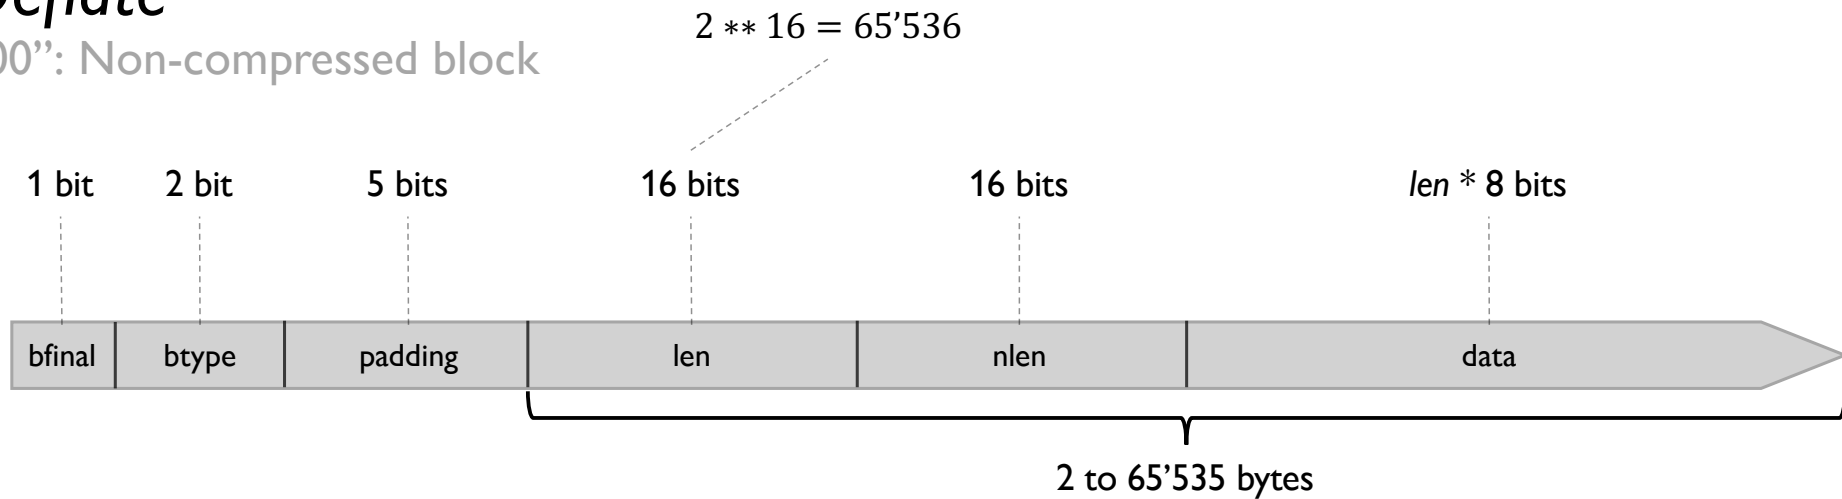 2 ∗∗ 16 = 65’536
00”: Non-compressed block
1 bit 2 bit 5 bits 16 bits 16 bits len * 8 bits
bfinal btype padding len nlen data
2 to 65’535 bytes